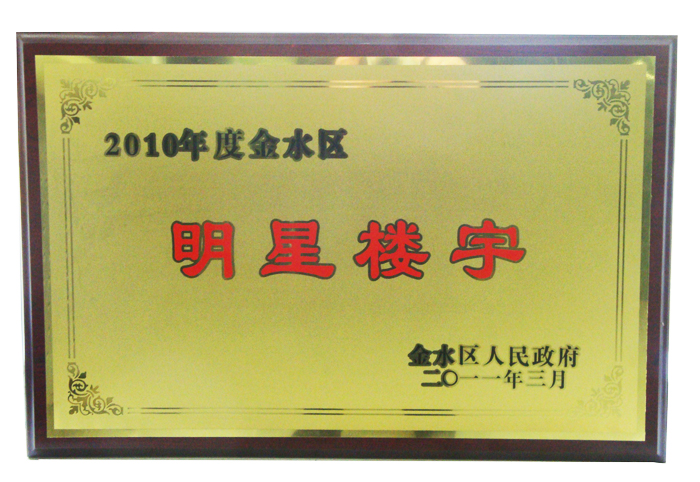 2010年度金水区
明星楼宇
金水区人民政府
二〇一一年三月